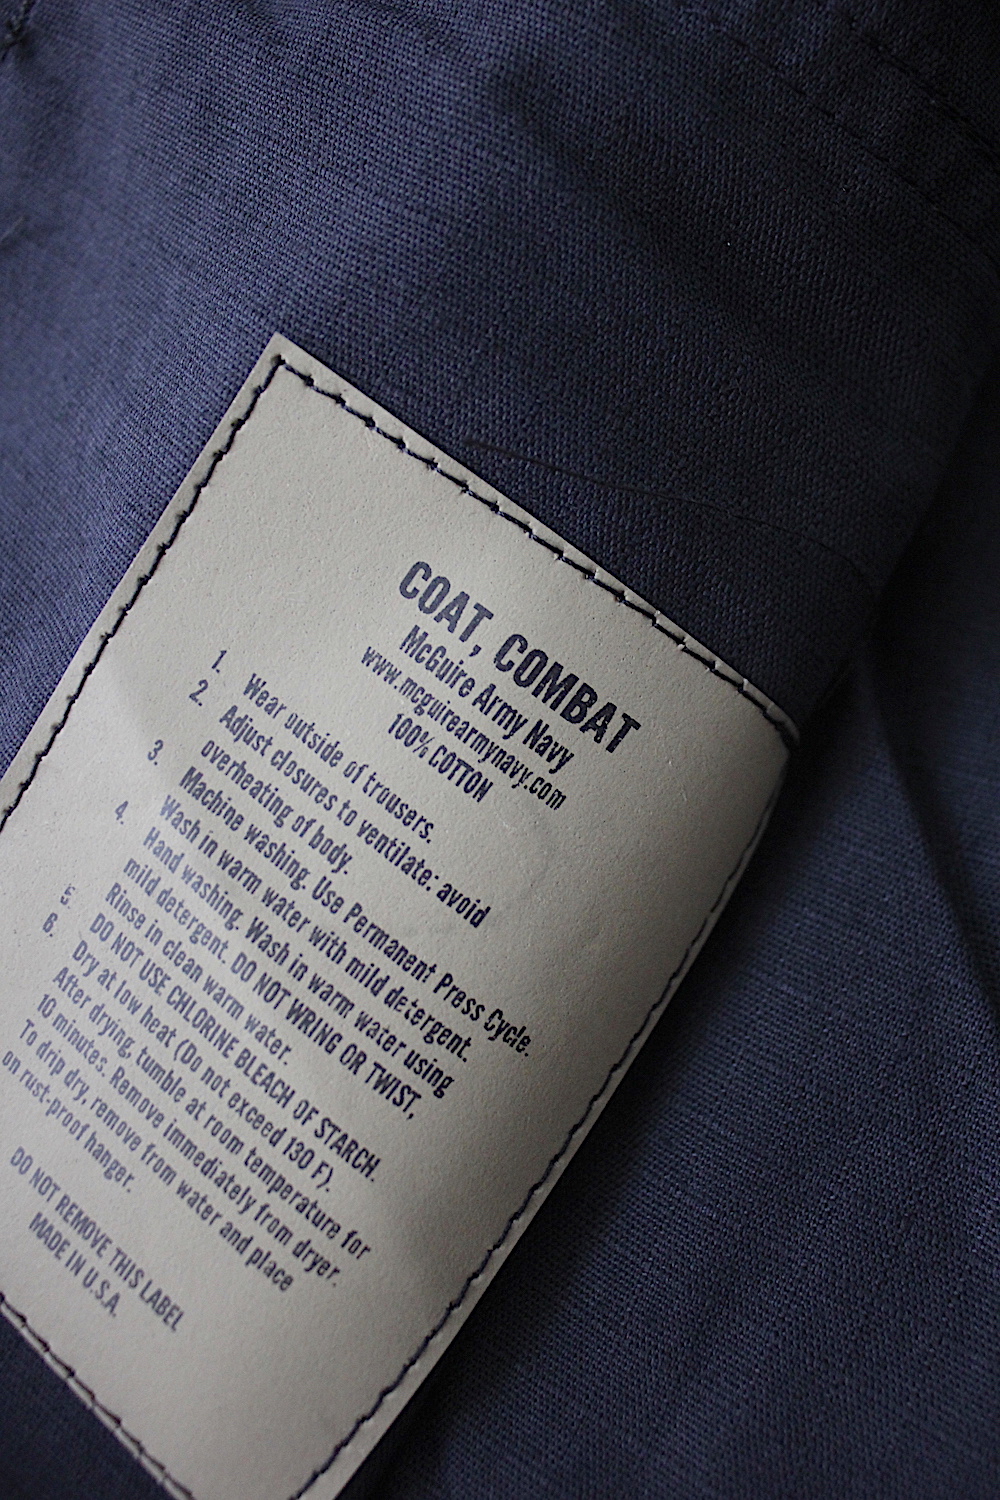 COAT, COMBAT
McGuire Army Navy
www.mcguirearmynavy.com
100% COTTON
1. Wear outside of trousers.
2. Adjust closures to ventilate: avoid
overheating of body.
3. Machine washing. Use Permanent Press Cycle.
Wash in warm water with mild detergent.
4. Hand washing. Wash in warm water using
mild detergent. DO NOT WRING OR TWIST,
Rinse in clean warm water.
5. DO NOT USE CHLORINE BLEACH OF STARCH.
6. Dry at low heat (Do not exceed 130 F).
After drying, tumble at room temperature for
10 minutes. Remove immediately from dryer.
To drip dry, remove from water and place
on rust-proof hanger.
DO NOT REMOVE THIS LABEL
MADE IN U.S.A.